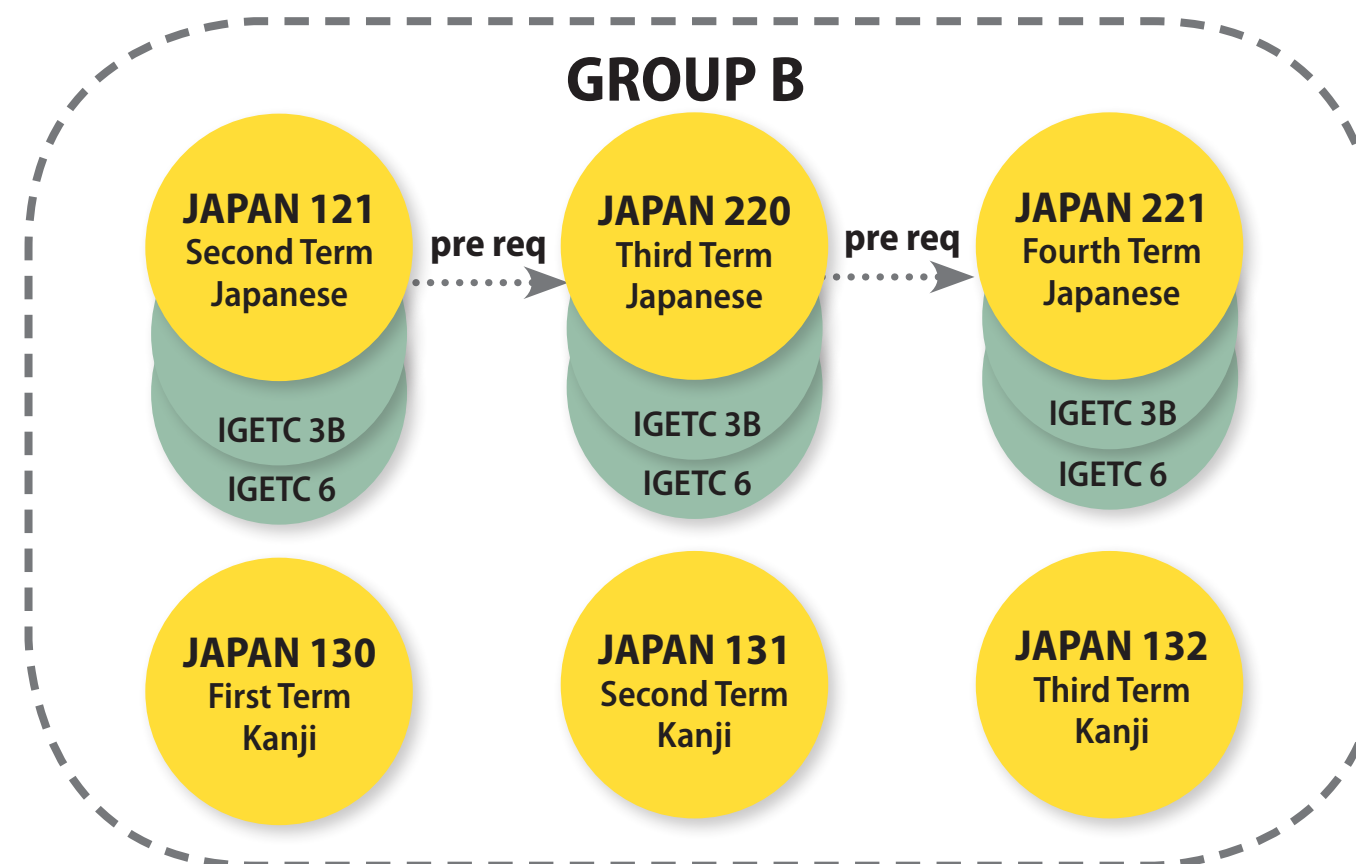 GROUP B
JAPAN 121
Second Term
Japanese
pre req
JAPAN 220
Third Term
Japanese
pre req
JAPAN 221
Fourth Term
Japanese
IGETC 3B
IGETC 6
IGETC 3B
IGETC 6
IGETC 3B
IGETC 6
JAPAN 130
First Term
Kanji
JAPAN 131
Second Term
Kanji
JAPAN 132
Third Term
Kanji